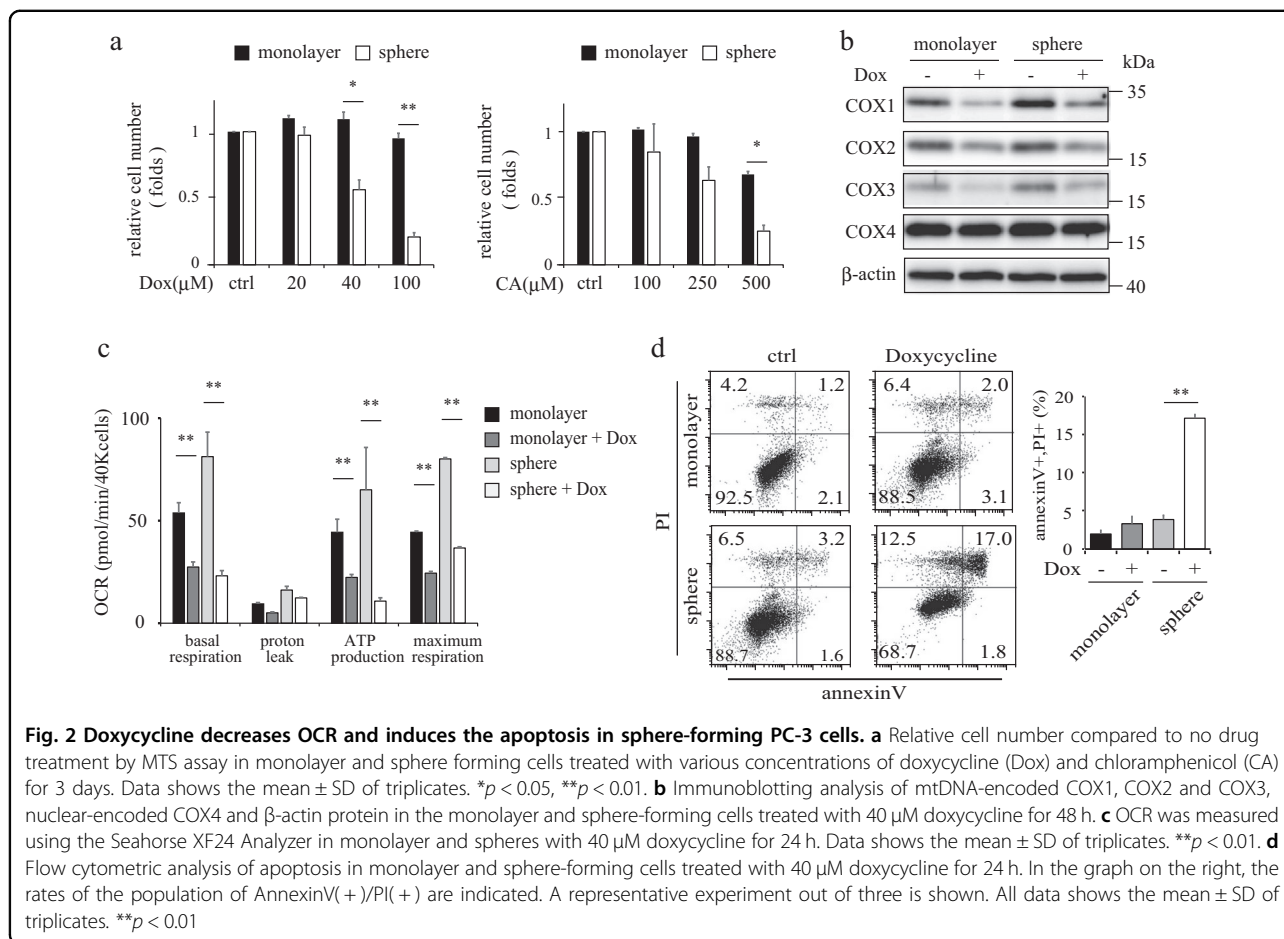 a
monolayer sphere
relative cell number
( folds )
1
0.5
0
* **
Dox(μM) ctrl 20 40 100
monolayer sphere
relative cell number
( folds )
1
0.5
0
*
CA(μM) ctrl 100 250 500
b
monolayer sphere
kDa
Dox - + - +
COX1 35
COX2 15
COX3 15
COX4 15
β-actin 40
c
OCR (pmol/min/40Kcells)
100
50
0
** ** ** ** ** **
monolayer
monolayer + Dox
sphere
sphere + Dox
basal
respiration
proton
leak
ATP
production
maximum
respiration
d
ctrl Doxycycline
monolayer
4.2 1.2 6.4 2.0
92.5 2.1 88.5 3.1
PI
sphere
6.5 3.2 12.5 17.0
88.7 1.6 68.7 1.8
annexinV
annexinV+,PI+ (%)
20
15
10
5
0
**
Dox - + - +
monolayer
sphere
Fig. 2 Doxycycline decreases OCR and induces the apoptosis in sphere-forming PC-3 cells. a Relative cell number compared to no drug
treatment by MTS assay in monolayer and sphere forming cells treated with various concentrations of doxycycline (Dox) and chloramphenicol (CA)
for 3 days. Data shows the mean ± SD of triplicates. *p < 0.05, **p < 0.01. b Immunoblotting analysis of mtDNA-encoded COX1, COX2 and COX3,
nuclear-encoded COX4 and β-actin protein in the monolayer and sphere-forming cells treated with 40 μM doxycycline for 48 h. c OCR was measured
using the Seahorse XF24 Analyzer in monolayer and spheres with 40 μM doxycycline for 24 h. Data shows the mean ± SD of triplicates. **p < 0.01. d
Flow cytometric analysis of apoptosis in monolayer and sphere-forming cells treated with 40 μM doxycycline for 24 h. In the graph on the right, the
rates of the population of AnnexinV(+)/PI(+) are indicated. A representative experiment out of three is shown. All data shows the mean ± SD of
triplicates. **p < 0.01